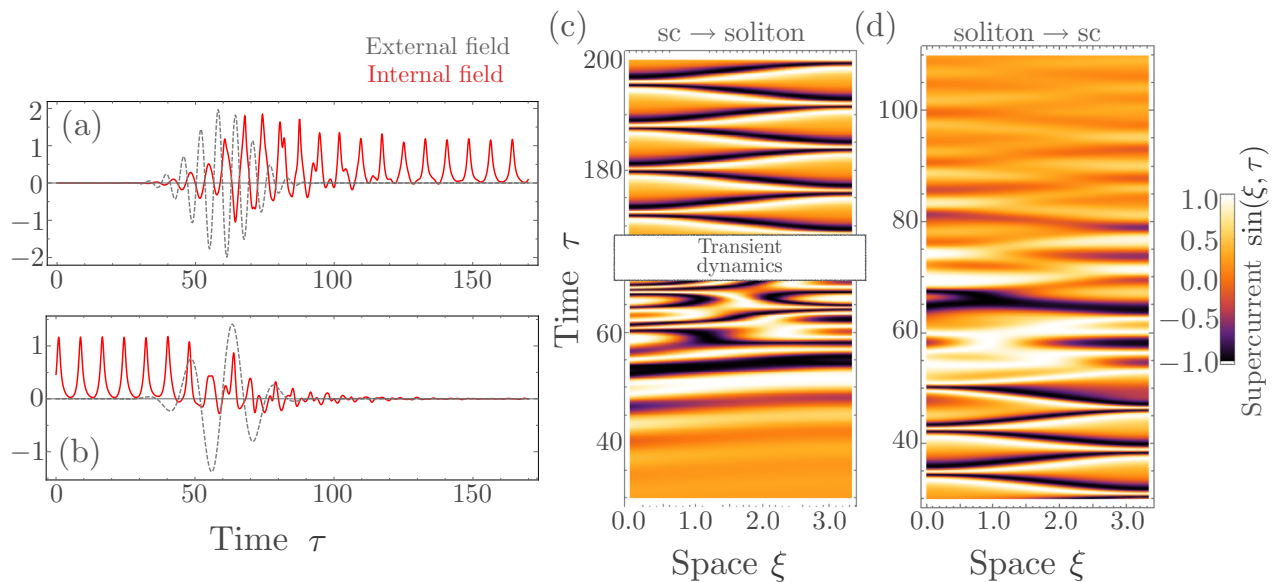 External field
Internal field
(a)
2
1
0
−1
−2
0
50
100
150
(b)
1
0
−1
0
50
100
150
Time τ
(c)
sc → soliton
200
180
Transient
dynamics
60
40
Time τ
0.0
1.0
2.0
3.0
Space ξ
(d)
soliton → sc
100
80
60
40
0.0
1.0
2.0
3.0
Space ξ
1.0
0.5
0.0
−0.5
−1.0
Supercurrent sin(ξ, τ)